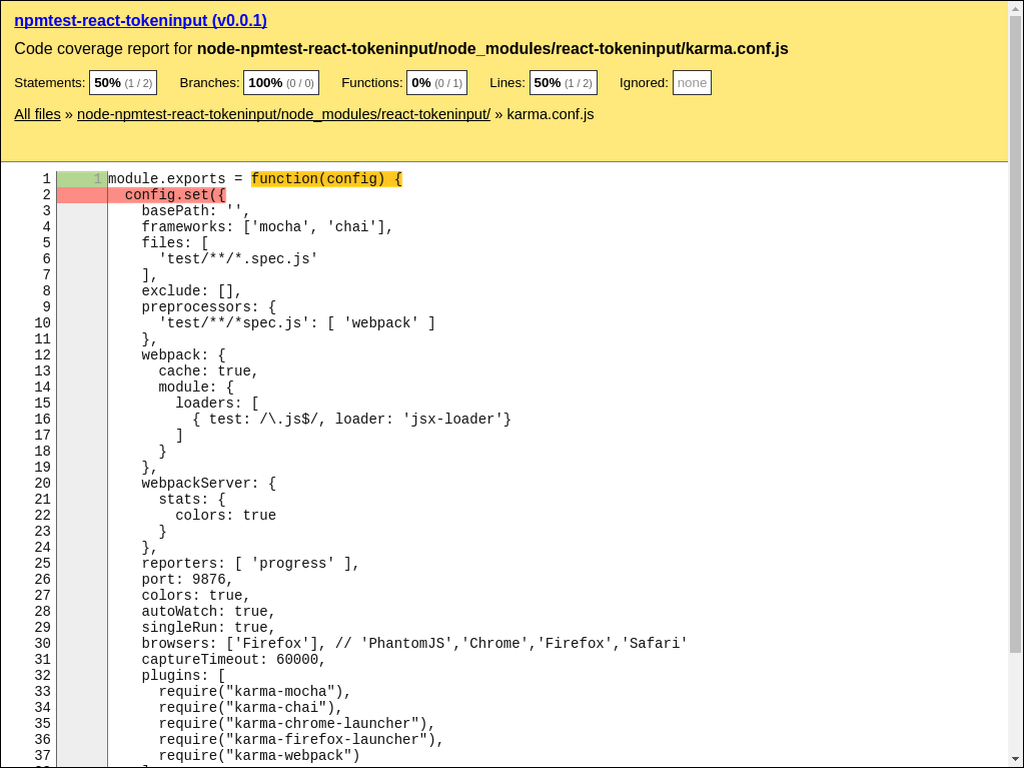 npmtest-react-tokeninput (v0.0.1)
Code coverage report for node-npmtest-react-tokeninput/node_modules/react-tokeninput/karma.conf.js
Statements: 50% (1 / 2) Branches: 100% (0 / 0) Functions: 0% (0 / 1) Lines: 50% (1 / 2) Ignored: none
All files » node-npmtest-react-tokeninput/node_modules/react-tokeninput/ » karma.conf.js
1 1 module.exports = function(config) {
2 config.set({
3 basePath: '',
4 frameworks: ['mocha', 'chai'],
5 files: [
6 'test/**/*.spec.js'
7 ],
8 exclude: [],
9 preprocessors: {
10 'test/**/*spec.js': [ 'webpack' ]
11 },
12 webpack: {
13 cache: true,
14 module: {
15 loaders: [
16 { test: /\.js$/, loader: 'jsx-loader'}
17 ]
18 }
19 },
20 webpackServer: {
21 stats: {
22 colors: true
23 }
24 },
25 reporters: [ 'progress' ],
26 port: 9876,
27 colors: true,
28 autoWatch: true,
29 singleRun: true,
30 browsers: ['Firefox'], // 'PhantomJS','Chrome','Firefox','Safari'
31 captureTimeout: 60000,
32 plugins: [
33 require("karma-mocha"),
34 require("karma-chai"),
35 require("karma-chrome-launcher"),
36 require("karma-firefox-launcher"),
37 require("karma-webpack")